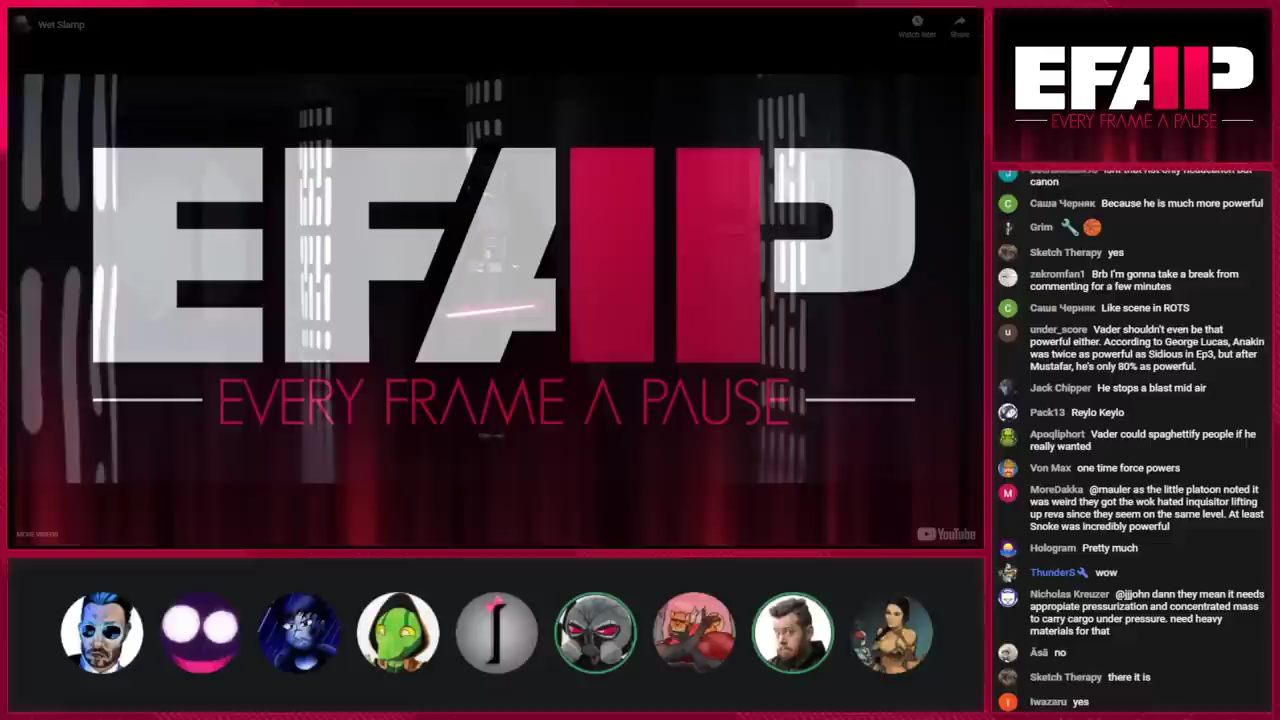 Wet Slamp
Watch later
Share
EFAP
EVERY FRAME A PAUSE
MORE VIDEOS
YouTube
EFAP
EVERY FRAME A PAUSE
canon
Саша Черняк Because he is much more powerful
Grim
Sketch Therapy yes
zekromfan1 Brb I'm gonna take a break from
commenting for a few minutes
Саша Черняк Like scene in ROTS
under_score Vader shouldn't even be that
powerful either. According to George Lucas, Anakin
was twice as powerful as Sidious in Ep3, but after
Mustafar, he's only 80% as powerful.
Jack Chipper He stops a blast mid air
Pack13 Reylo Keylo
Apoqliphort Vader could spaghettify people if he
really wanted
Von Max one time force powers
MoreDakka @mauler as the little platoon noted it
was weird they got the wok hated inquisitor lifting
up reva since they seem on the same level. At least
Snoke was incredibly powerful
Hologram Pretty much
ThunderS wow
Nicholas Kreuzer @jjjohn dann they mean it needs
appropiate pressurization and concentrated mass
to carry cargo under pressure. need heavy
materials for that
Äsä no
Sketch Therapy there it is
Iwazaru yes